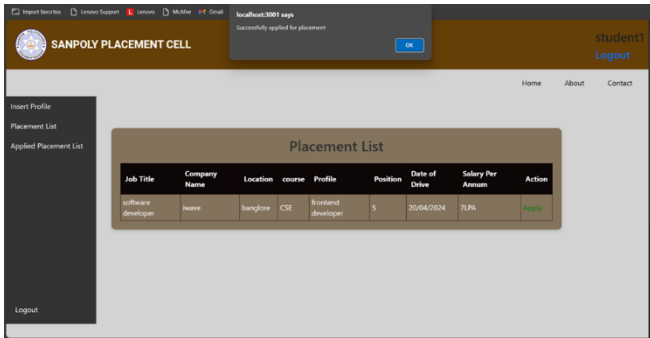 Import favorites Lenovo Support Lenovo McAfee Gmail
localhost:3001 says
Successfully applied for placement
OK
SANPOLY PLACEMENT CELL
student1
Logout
Home About Contact
Insert Profile
Placement List
Applied Placement List
Logout
Placement List
Job Title Company Name Location course Profile Position Date of Drive Salary Per Annum Action
software developer iwave banglore CSE frontend developer 5 20/04/2024 7LPA Apply